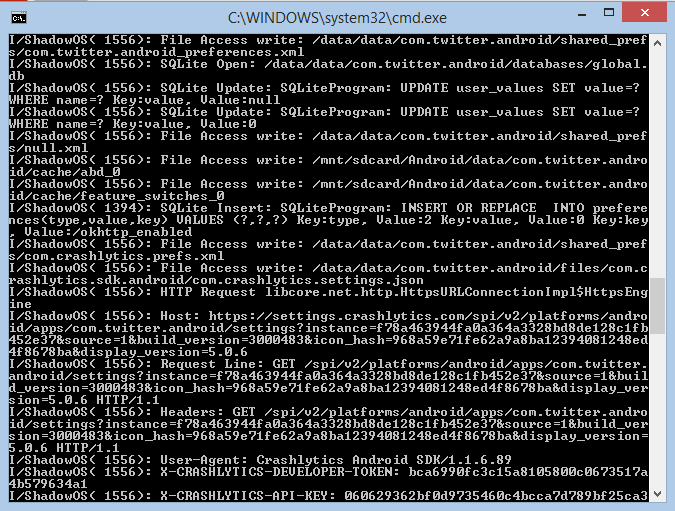 C:\WINDOWS\system32\cmd.exe
I/ShadowOS( 1556): File Access write: /data/data/com.twitter.android/shared_pref
s/com.twitter.android_preferences.xml
I/ShadowOS( 1556): SQLite Open: /data/data/com.twitter.android/databases/global.
db
I/ShadowOS( 1556): SQLite Update: SQLiteProgram: UPDATE user_values SET value=?
WHERE name=? Key:value, Value:null
I/ShadowOS( 1556): SQLite Update: SQLiteProgram: UPDATE user_values SET value=?
WHERE name=? Key:value, Value:0
I/ShadowOS( 1556): File Access write: /data/data/com.twitter.android/shared_pref
s/null.xml
I/ShadowOS( 1556): File Access write: /mnt/sdcard/Android/data/com.twitter.andro
id/cache/abd_0
I/ShadowOS( 1556): File Access write: /mnt/sdcard/Android/data/com.twitter.andro
id/cache/feature_switches_0
I/ShadowOS( 1394): SQLite Insert: SQLiteProgram: INSERT OR REPLACE  INTO prefere
nces(type,value,key) VALUES (?,?,?) Key:type, Value:2 Key:value, Value:0 Key:key
, Value:/okhttp_enabled
I/ShadowOS( 1556): File Access write: /data/data/com.twitter.android/shared_pref
s/com.crashlytics.prefs.xml
I/ShadowOS( 1556): File Access write: /data/data/com.twitter.android/files/com.c
rashlytics.sdk.android/com.crashlytics.settings.json
I/ShadowOS( 1556): HTTP Request libcore.net.http.HttpsURLConnectionImpl$HttpsEng
ine
I/ShadowOS( 1556): Host: https://settings.crashlytics.com/spi/v2/platforms/andro
id/apps/com.twitter.android/settings?instance=f78a463944fa0a364a3328bd8de128c1fb
452e37&source=1&build_version=3000483&icon_hash=968a59e71fe62a9a8ba12394081248ed
4f8678ba&display_version=5.0.6
I/ShadowOS( 1556): Request Line: GET /spi/v2/platforms/android/apps/com.twitter.
android/settings?instance=f78a463944fa0a364a3328bd8de128c1fb452e37&source=1&buil
d_version=3000483&icon_hash=968a59e71fe62a9a8ba12394081248ed4f8678ba&display_ver
sion=5.0.6 HTTP/1.1
I/ShadowOS( 1556): Headers: GET /spi/v2/platforms/android/apps/com.twitter.andro
id/settings?instance=f78a463944fa0a364a3328bd8de128c1fb452e37&source=1&build_ver
sion=3000483&icon_hash=968a59e71fe62a9a8ba12394081248ed4f8678ba&display_version=
5.0.6 HTTP/1.1
I/ShadowOS( 1556): User-Agent: Crashlytics Android SDK/1.1.6.89
I/ShadowOS( 1556): X-CRASHLYTICS-DEVELOPER-TOKEN: bca6990fc3c15a8105800c0673517a
4b579634a1
I/ShadowOS( 1556): X-CRASHLYTICS-API-KEY: 060629362bf0d9735460c4bcca7d789bf25ca3